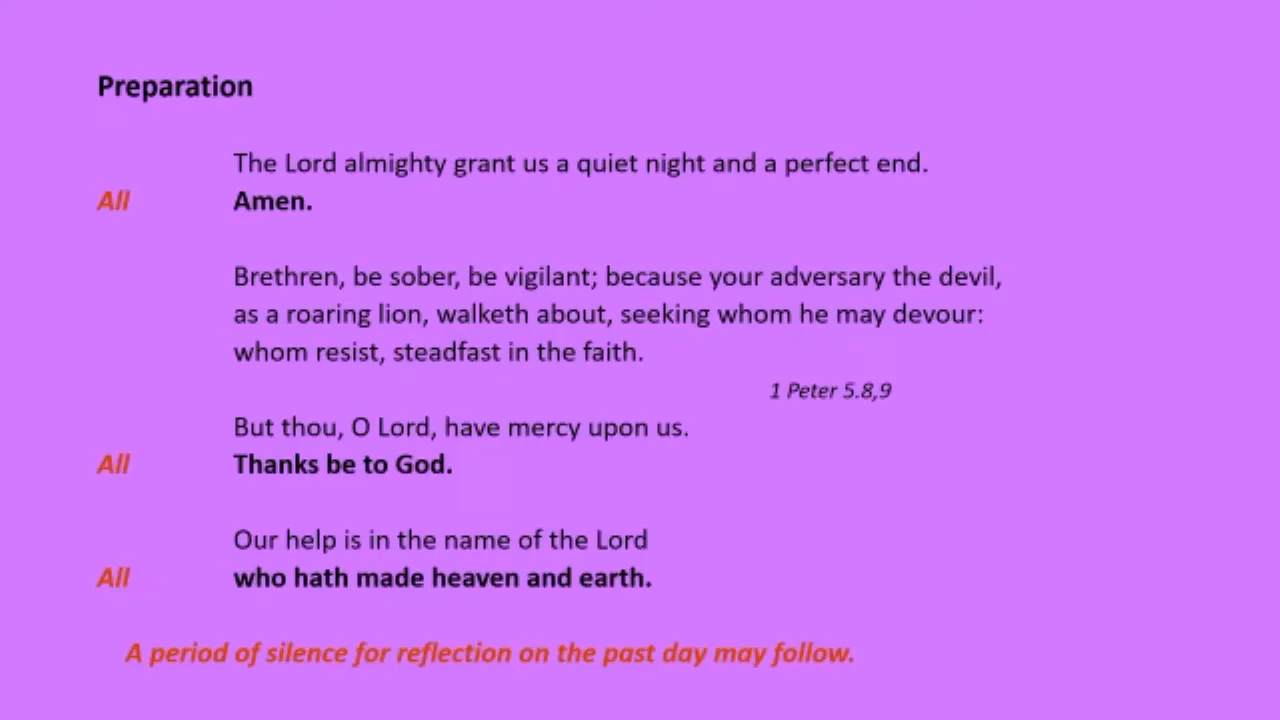 Preparation
The Lord almighty grant us a quiet night and a perfect end.
All Amen.
Brethren, be sober, be vigilant; because your adversary the devil,
as a roaring lion, walketh about, seeking whom he may devour:
whom resist, steadfast in the faith.
1 Peter 5.8,9
But thou, O Lord, have mercy upon us.
All Thanks be to God.
Our help is in the name of the Lord
All who hath made heaven and earth.
A period of silence for reflection on the past day may follow.